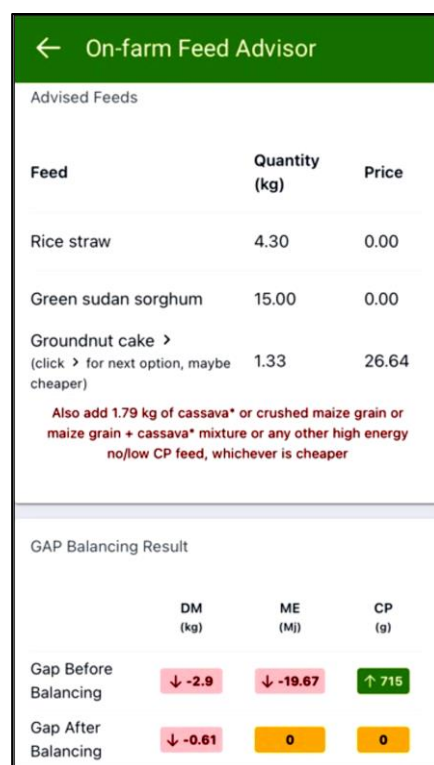 ← On-farm Feed Advisor
Advised Feeds
Feed Quantity (kg) Price
Rice straw 4.30 0.00
Green sudan sorghum 15.00 0.00
Groundnut cake >
(click > for next option, maybe cheaper) 1.33 26.64
Also add 1.79 kg of cassava* or crushed maize grain or
maize grain + cassava* mixture or any other high energy
no/low CP feed, whichever is cheaper
GAP Balancing Result
DM ME CP
(kg) (Mj) (g)
Gap Before Balancing ↓ -2.9 ↓ -19.67 ↑ 715
Gap After Balancing ↓ -0.61 0 0